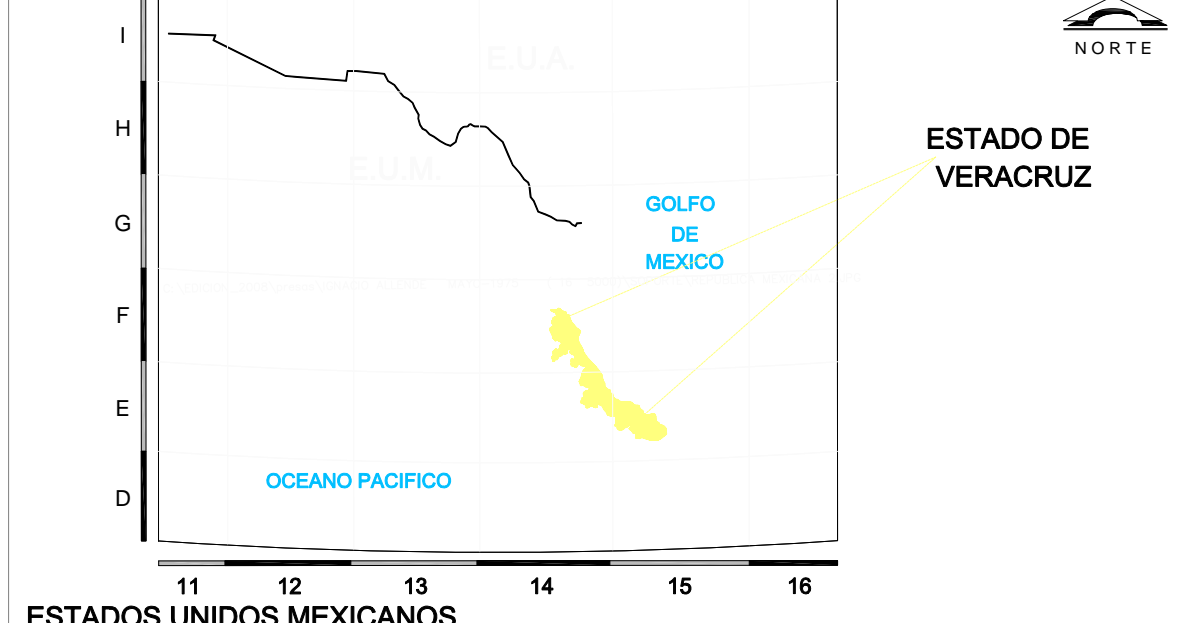 I
E.U.A.
NORTE
H
ESTADO DE
VERACRUZ
E.U.M.
G
GOLFO
DE
MEXICO
F
E
OCEANO PACIFICO
D
11 12 13 14 15 16
ESTADOS UNIDOS MEXICANOS